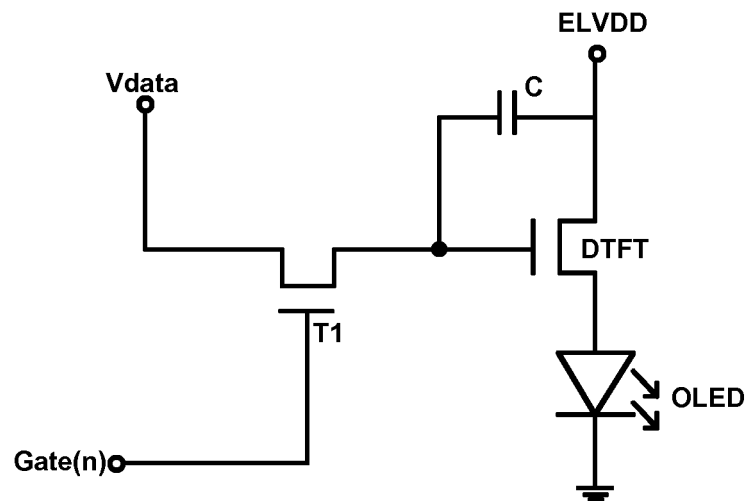 ELVDD
Vdata
C
DTFT
T1
OLED
Gate(n)